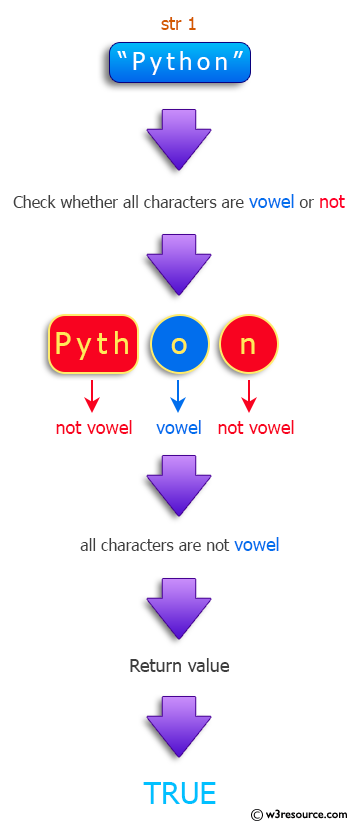 str 1
“Python”
Check whether all characters are vowel or not
Pyth o n
not vowel vowel not vowel
all characters are not vowel
Return value
TRUE
© w3resource.com